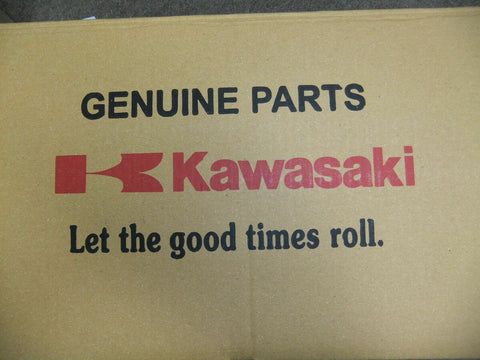 GENUINE PARTS
Kawasaki
Let the good times roll.